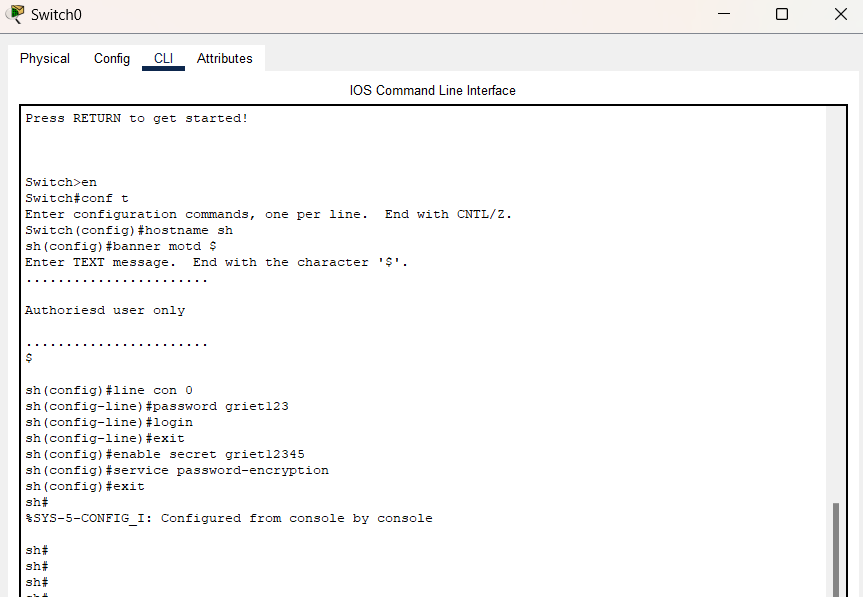 Switch0
Physical Config CLI Attributes
IOS Command Line Interface
Press RETURN to get started!
Switch>en
Switch#conf t
Enter configuration commands, one per line.  End with CNTL/Z.
Switch(config)#hostname sh
sh(config)#banner motd $
Enter TEXT message.  End with the character '$'.
.......................
Authoriesd user only
.......................
$
sh(config)#line con 0
sh(config-line)#password griet123
sh(config-line)#login
sh(config-line)#exit
sh(config)#enable secret griet12345
sh(config)#service password-encryption
sh(config)#exit
sh#
%SYS-5-CONFIG_I: Configured from console by console
sh#
sh#
sh#
sh#